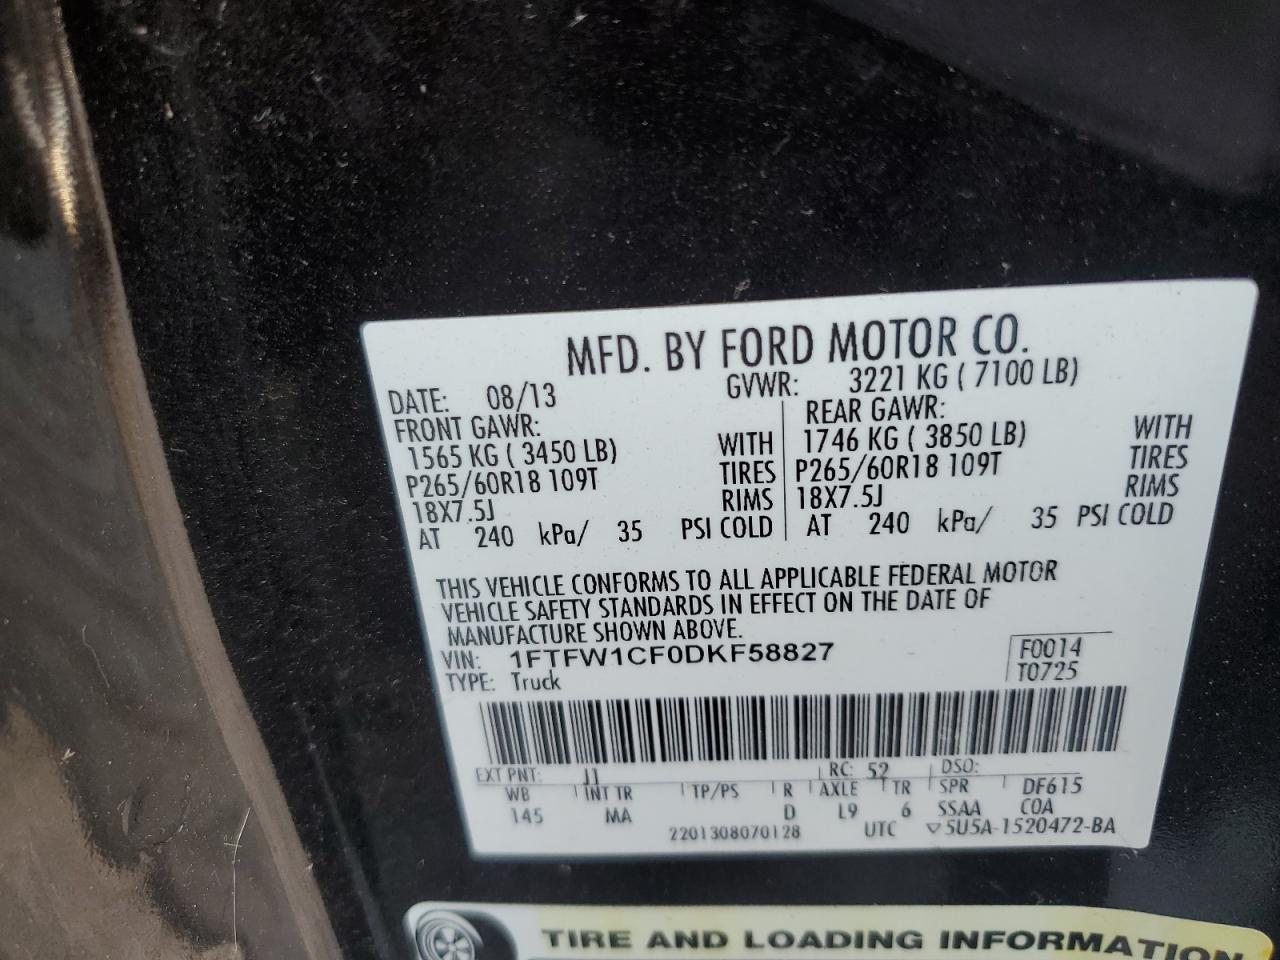 MFD. BY FORD MOTOR CO.
DATE: 08/13 GVWR: 3221 KG ( 7100 LB)
FRONT GAWR: REAR GAWR:
1565 KG ( 3450 LB) WITH 1746 KG ( 3850 LB) WITH
P265/60R18 109T TIRES P265/60R18 109T TIRES
18X7.5J RIMS 18X7.5J RIMS
AT 240 kPa/ 35 PSI COLD AT 240 kPa/ 35 PSI COLD
THIS VEHICLE CONFORMS TO ALL APPLICABLE FEDERAL MOTOR
VEHICLE SAFETY STANDARDS IN EFFECT ON THE DATE OF
MANUFACTURE SHOWN ABOVE.
VIN: 1FTFW1CF0DKF58827 F0014
TYPE: Truck T0725
EXT PNT: J1 RC: 52 DSO:
WB INT TR TP/PS R AXLE TR SPR DF615
145 MA D L9 6 SSAA COA
2201308070128 UTC ▽5U5A-1520472-BA
TIRE AND LOADING INFORMATION